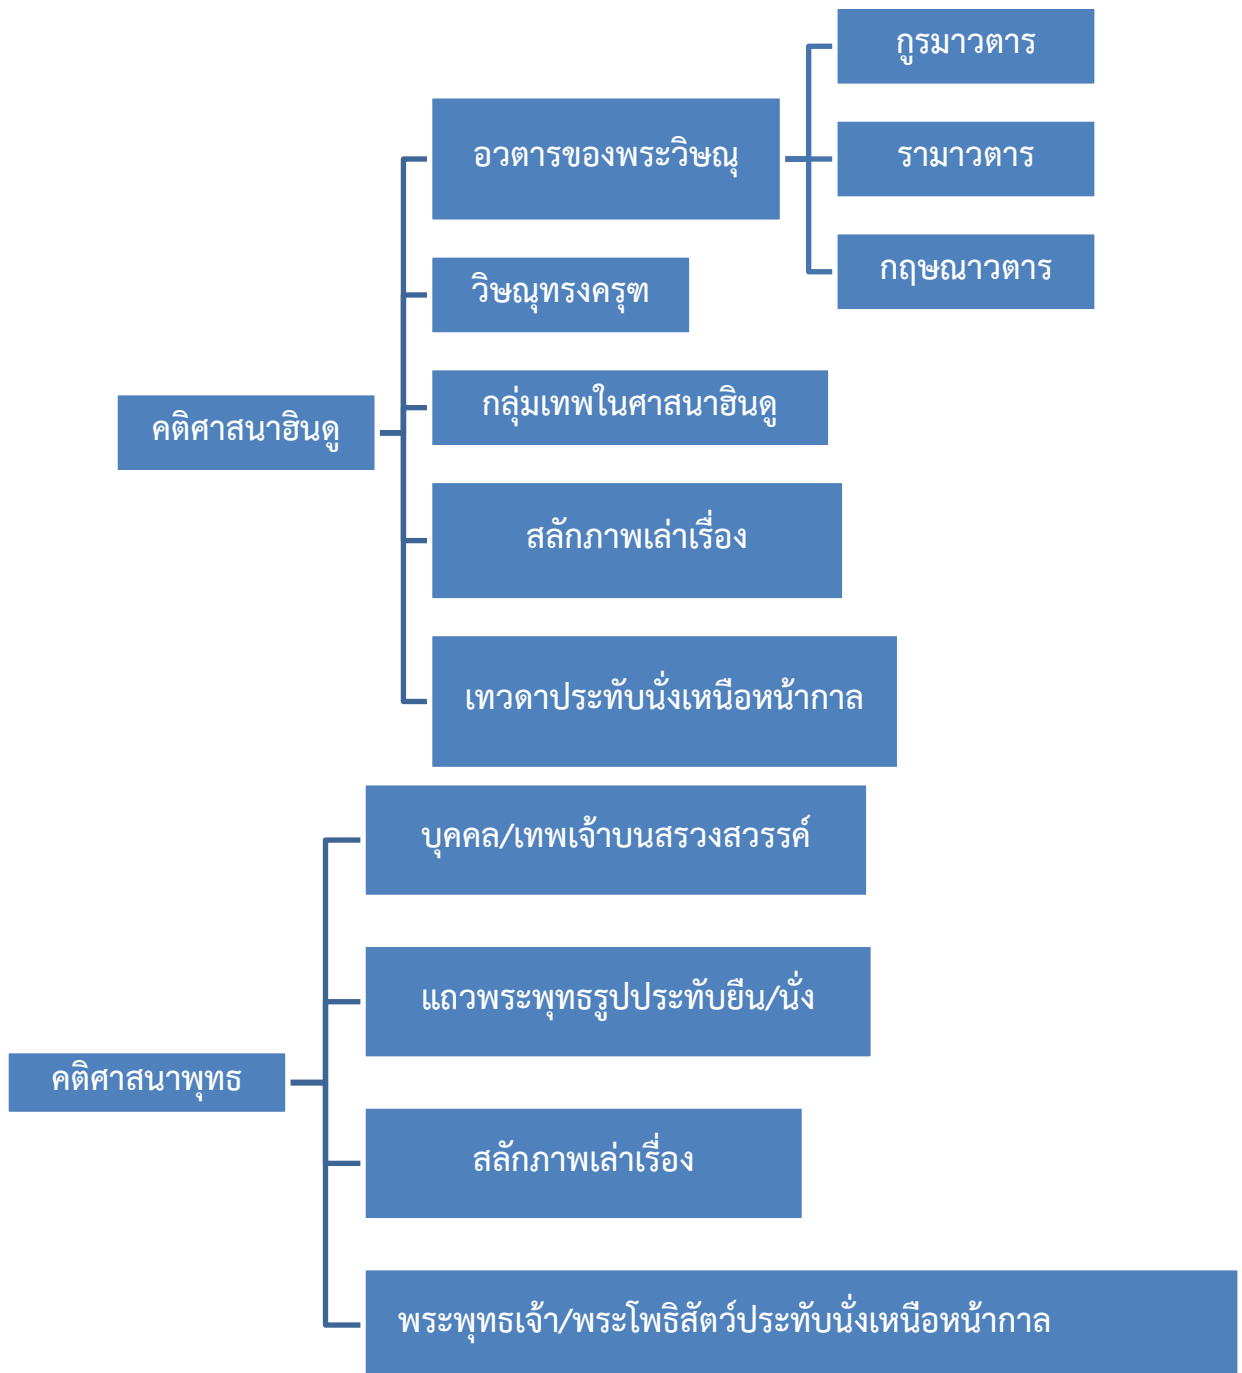 คติศาสนาฮินดู
อวตารของพระวิษณุ
กูรมาวตาร
รามาวตาร
กฤษณาวตาร
วิษณุทรงครุฑ
กลุ่มเทพในศาสนาฮินดู
สลักภาพเล่าเรื่อง
เทวดาประทับนั่งเหนือหน้ากาล
คติศาสนาพุทธ
บุคคล/เทพเจ้าบนสรวงสวรรค์
แถวพระพุทธรูปประทับยืน/นั่ง
สลักภาพเล่าเรื่อง
พระพุทธเจ้า/พระโพธิสัตว์ประทับนั่งเหนือหน้ากาล